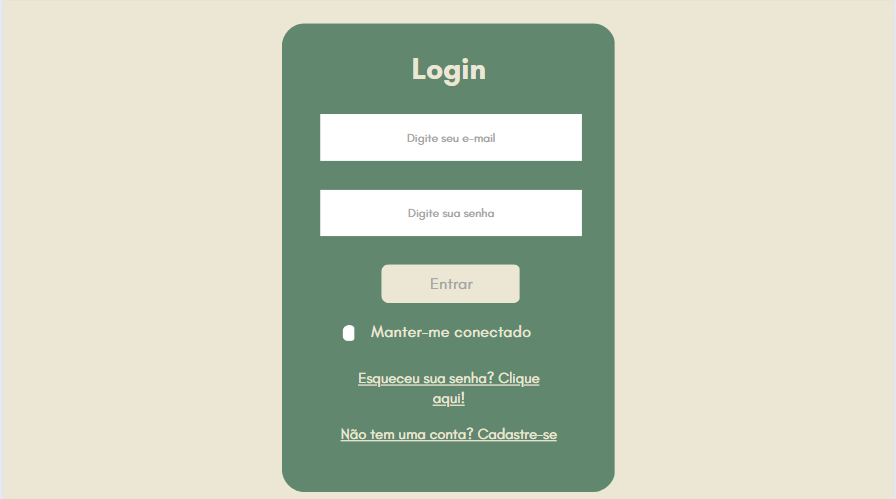 Login
Digite seu e-mail
Digite sua senha
Entrar
Manter-me conectado
Esqueceu sua senha? Clique
aqui!
Não tem uma conta? Cadastre-se